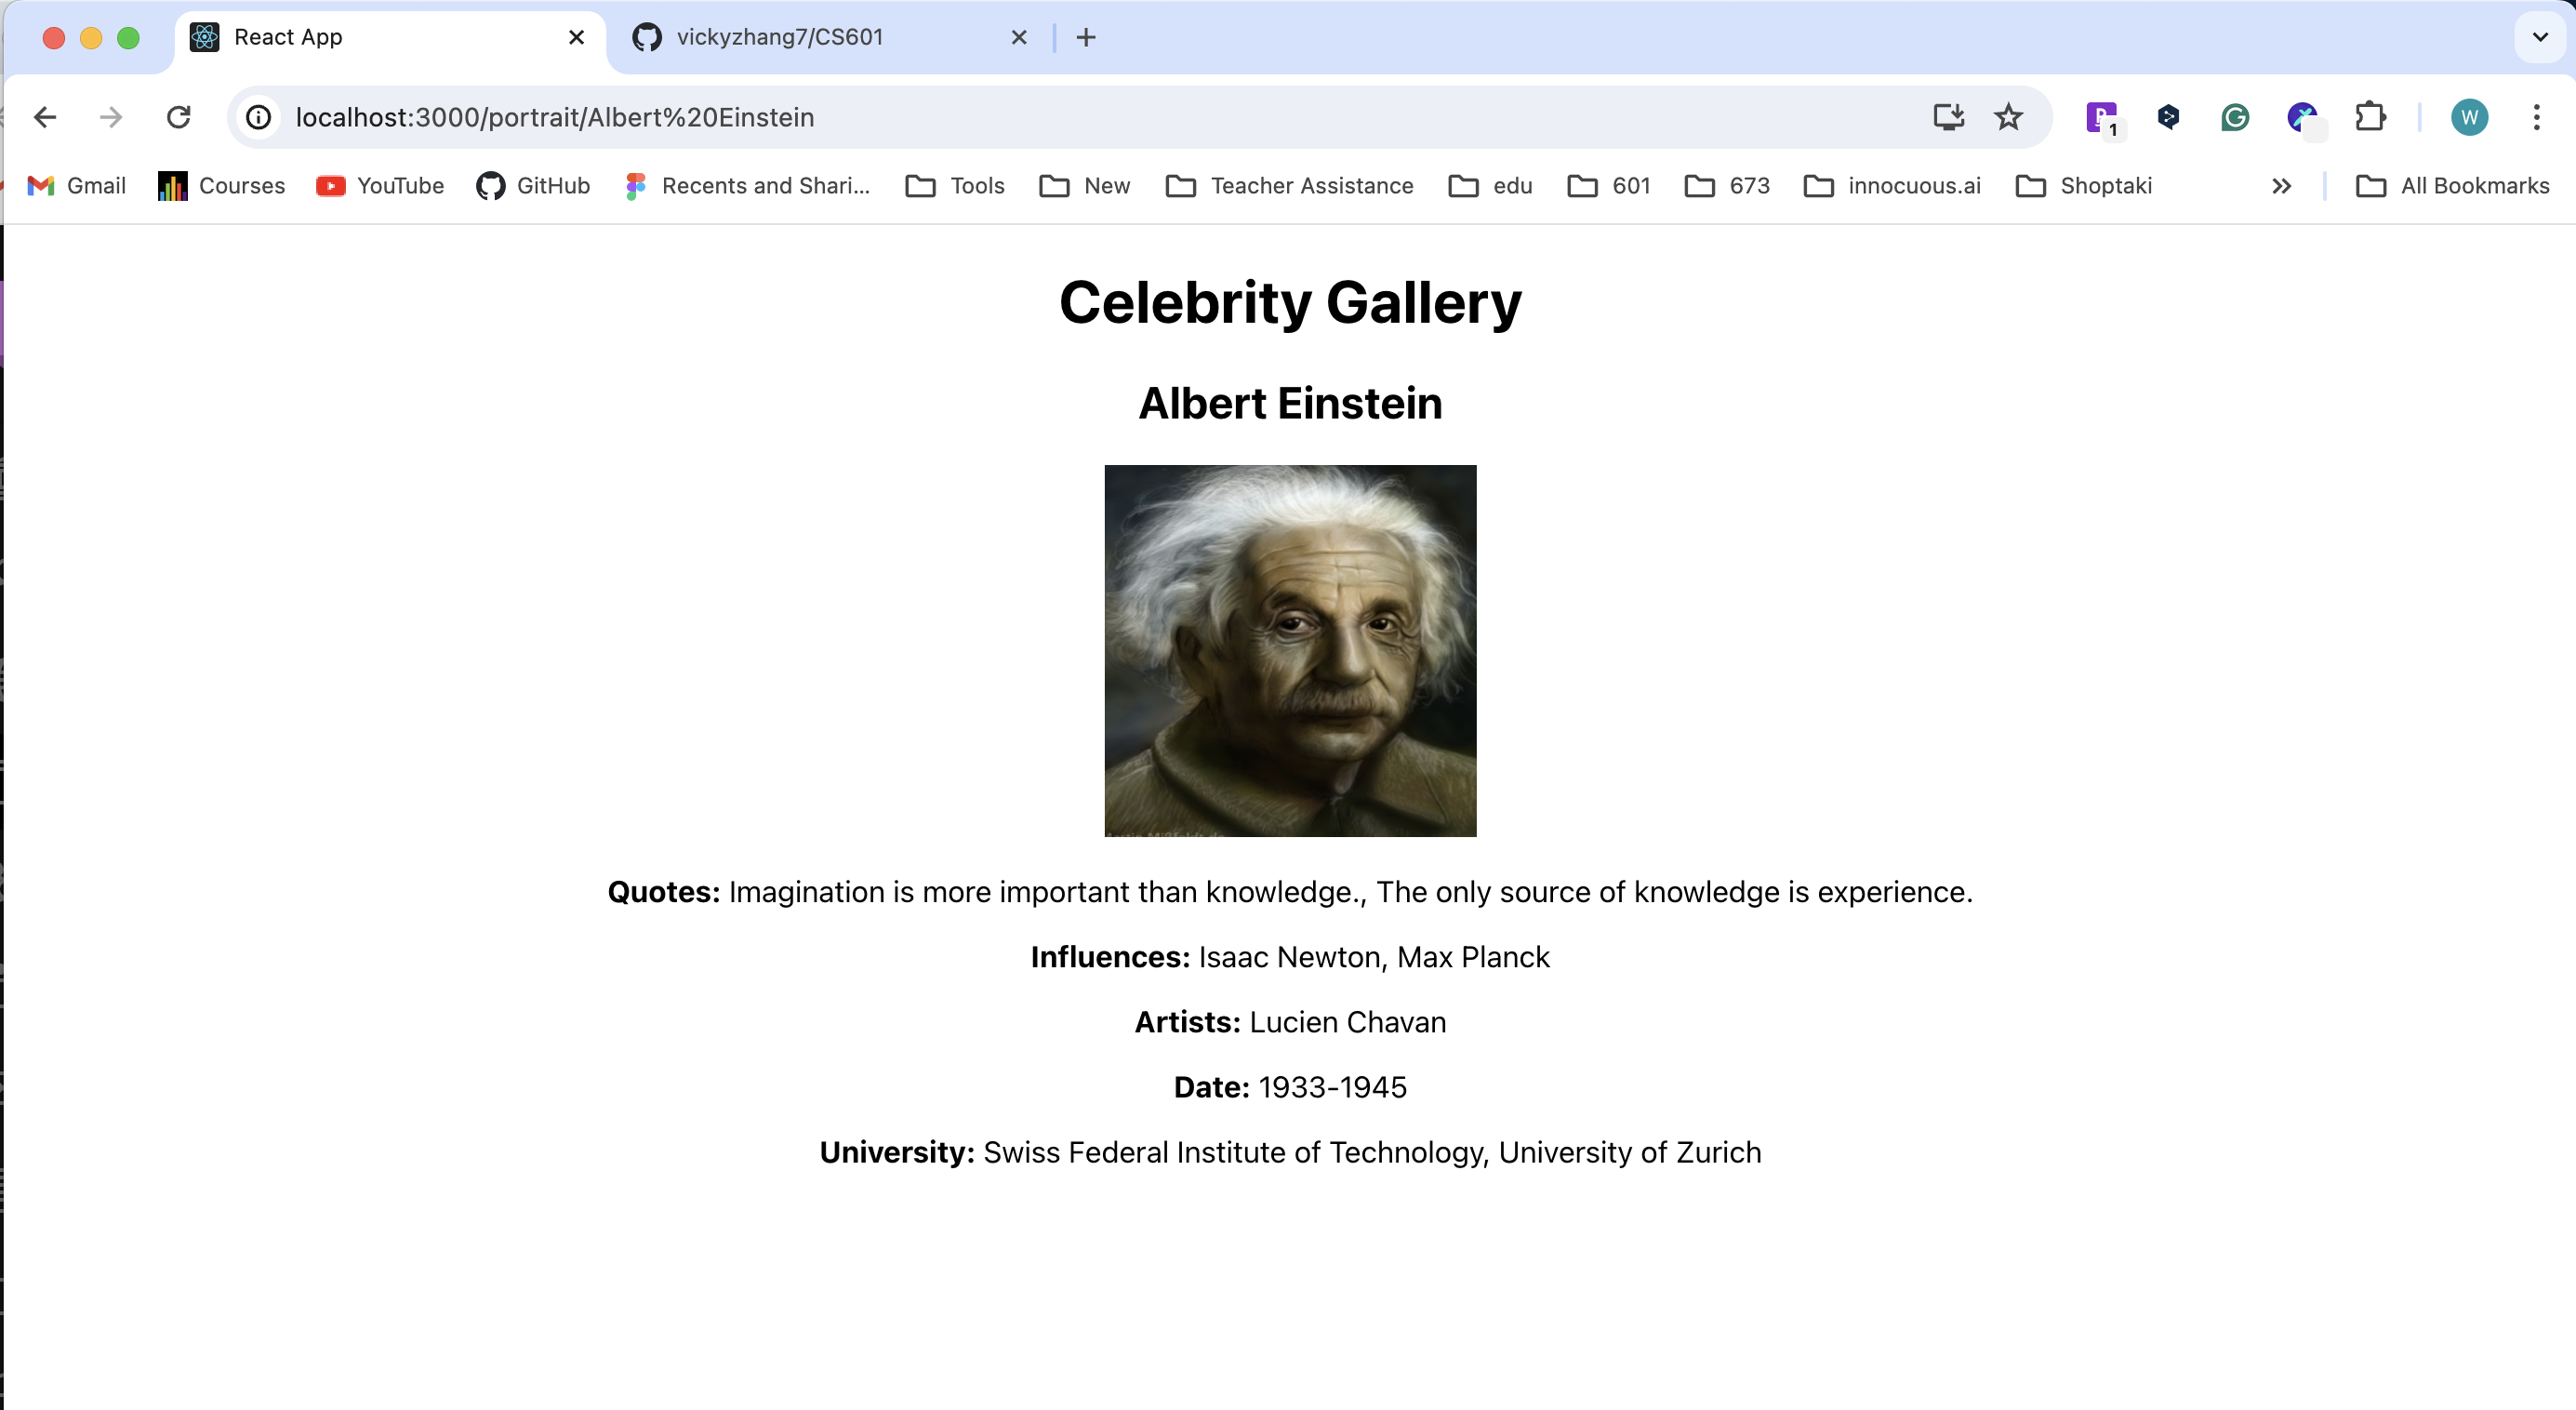 React App
vickyzhang7/CS601
localhost:3000/portrait/Albert%20Einstein
1
W
Gmail Courses YouTube GitHub Recents and Shari... Tools New Teacher Assistance edu 601 673 innocuous.ai Shoptaki All Bookmarks
Celebrity Gallery
Albert Einstein
Quotes: Imagination is more important than knowledge., The only source of knowledge is experience.
Influences: Isaac Newton, Max Planck
Artists: Lucien Chavan
Date: 1933-1945
University: Swiss Federal Institute of Technology, University of Zurich